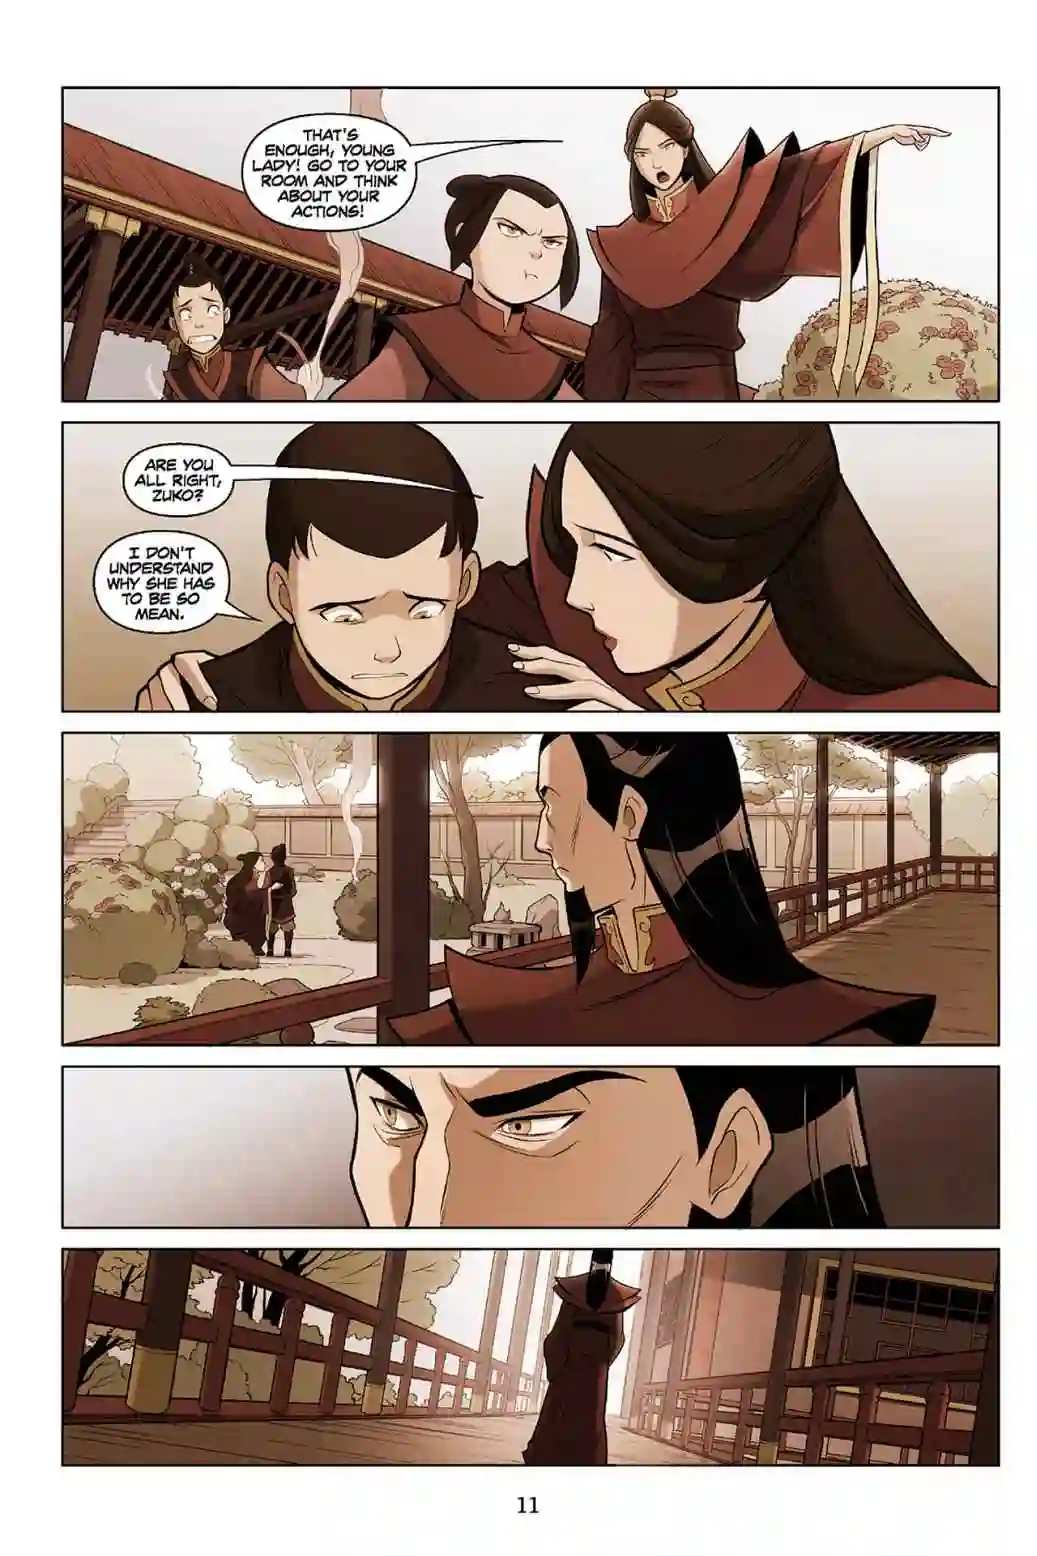 THAT'S
ENOUGH, YOUNG
LADY! GO TO YOUR
ROOM AND THINK
ABOUT YOUR
ACTIONS!
ARE YOU
ALL RIGHT,
ZUKO?
I DON'T
UNDERSTAND
WHY SHE HAS
TO BE SO
MEAN.
11